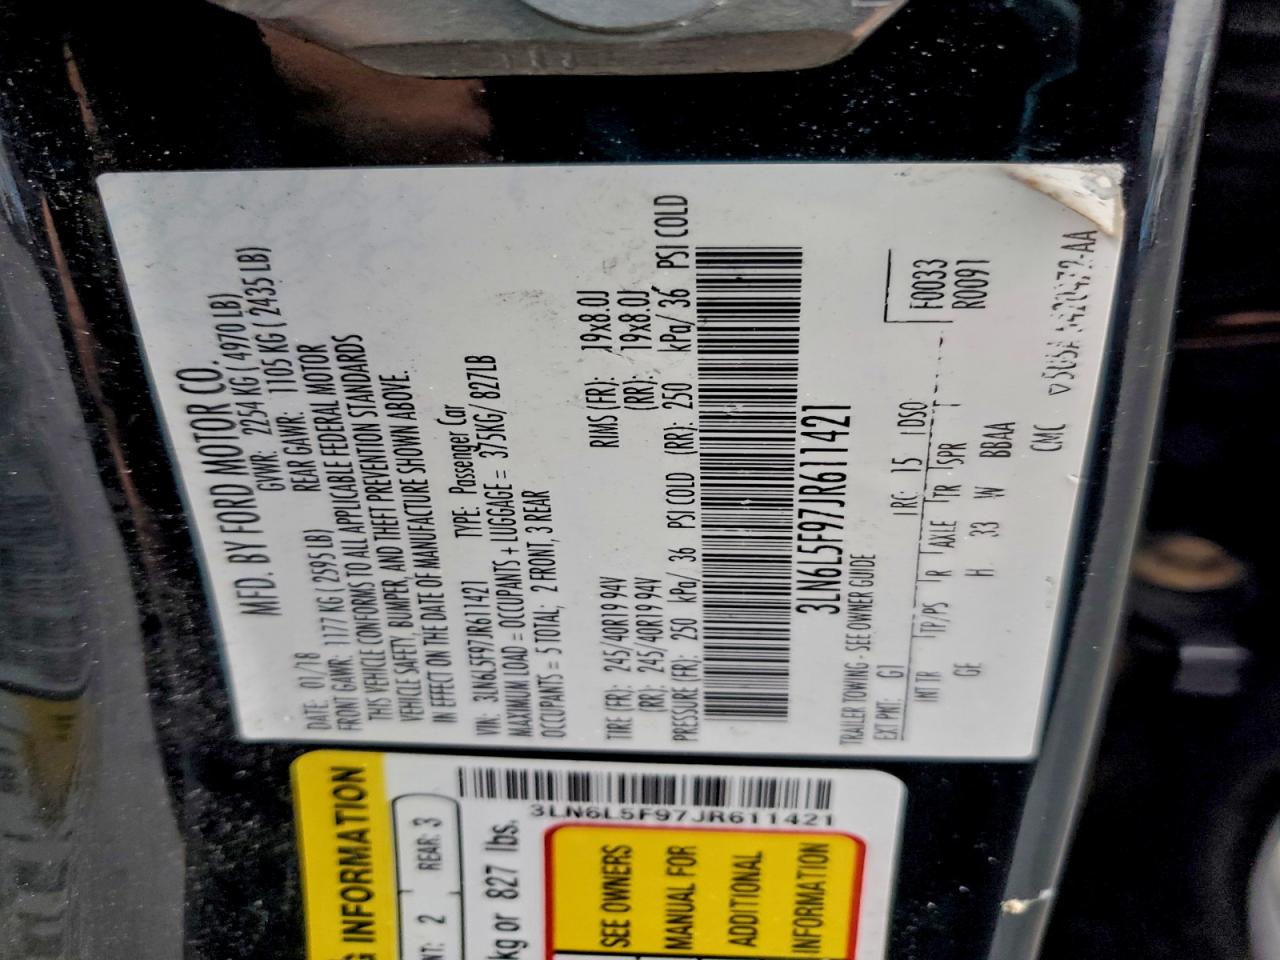 MFD. BY FORD MOTOR CO.
DATE: 01/18 GVWR: 2254 KG ( 4970 LB)
FRONT GAWR: 1177 KG ( 2595 LB) REAR GAWR: 1105 KG ( 2435 LB)
THIS VEHICLE CONFORMS TO ALL APPLICABLE FEDERAL MOTOR
VEHICLE SAFETY, BUMPER, AND THEFT PREVENTION STANDARDS
IN EFFECT ON THE DATE OF MANUFACTURE SHOWN ABOVE.
VIN: 3LN6L5F97JR611421 TYPE: Passenger Car
MAXIMUM LOAD = OCCUPANTS + LUGGAGE = 375KG/ 827LB
OCCUPANTS = 5 TOTAL; 2 FRONT, 3 REAR
TIRE FR): 245/40R19 94V RIMS (FR): 19x8.0J
(RR): 245/40R19 94V (RR): 19x8.0J
PRESSURE (FR): 250 kPa/ 36 PSI COLD (RR): 250 kPa/ 36 PSI COLD
3LN6L5F97JR611421
TRAILER TOWING - SEE OWNER GUIDE
EXT PNT: G1 RC: 15 DSO
F0033
INT TR TP/PS R AXLE TR SPR
R0091
GE H 33 W BBAA
CMC
INFORMATION
2 REAR: 3
kg or 827 lbs.
3LN6L5F97JR611421
SEE OWNERS
MANUAL FOR
ADDITIONAL
INFORMATION